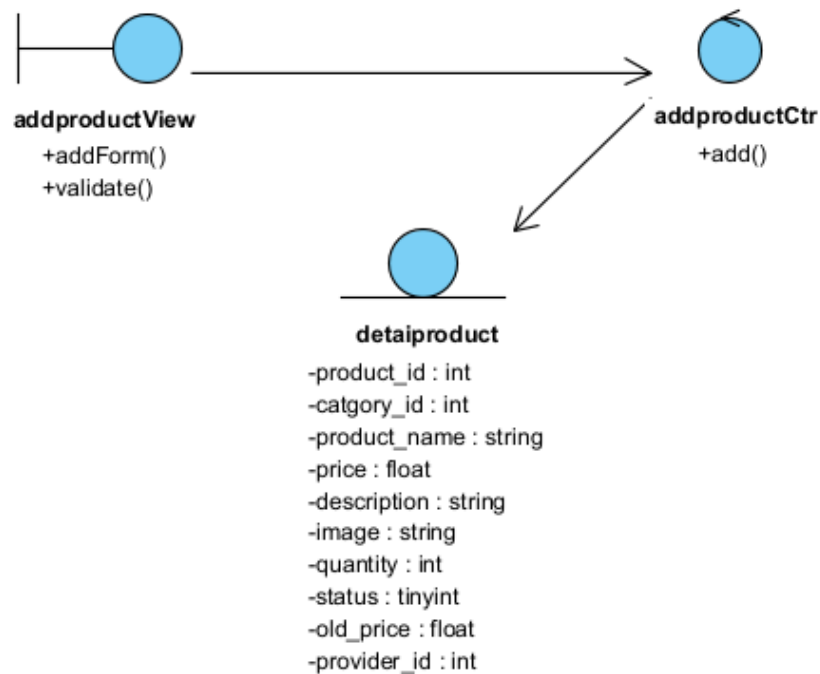 addproductView
+addForm()
+validate()
addproductCtr
+add()
detaiproduct
-product_id : int
-catgory_id : int
-product_name : string
-price : float
-description : string
-image : string
-quantity : int
-status : tinyint
-old_price : float
-provider_id : int